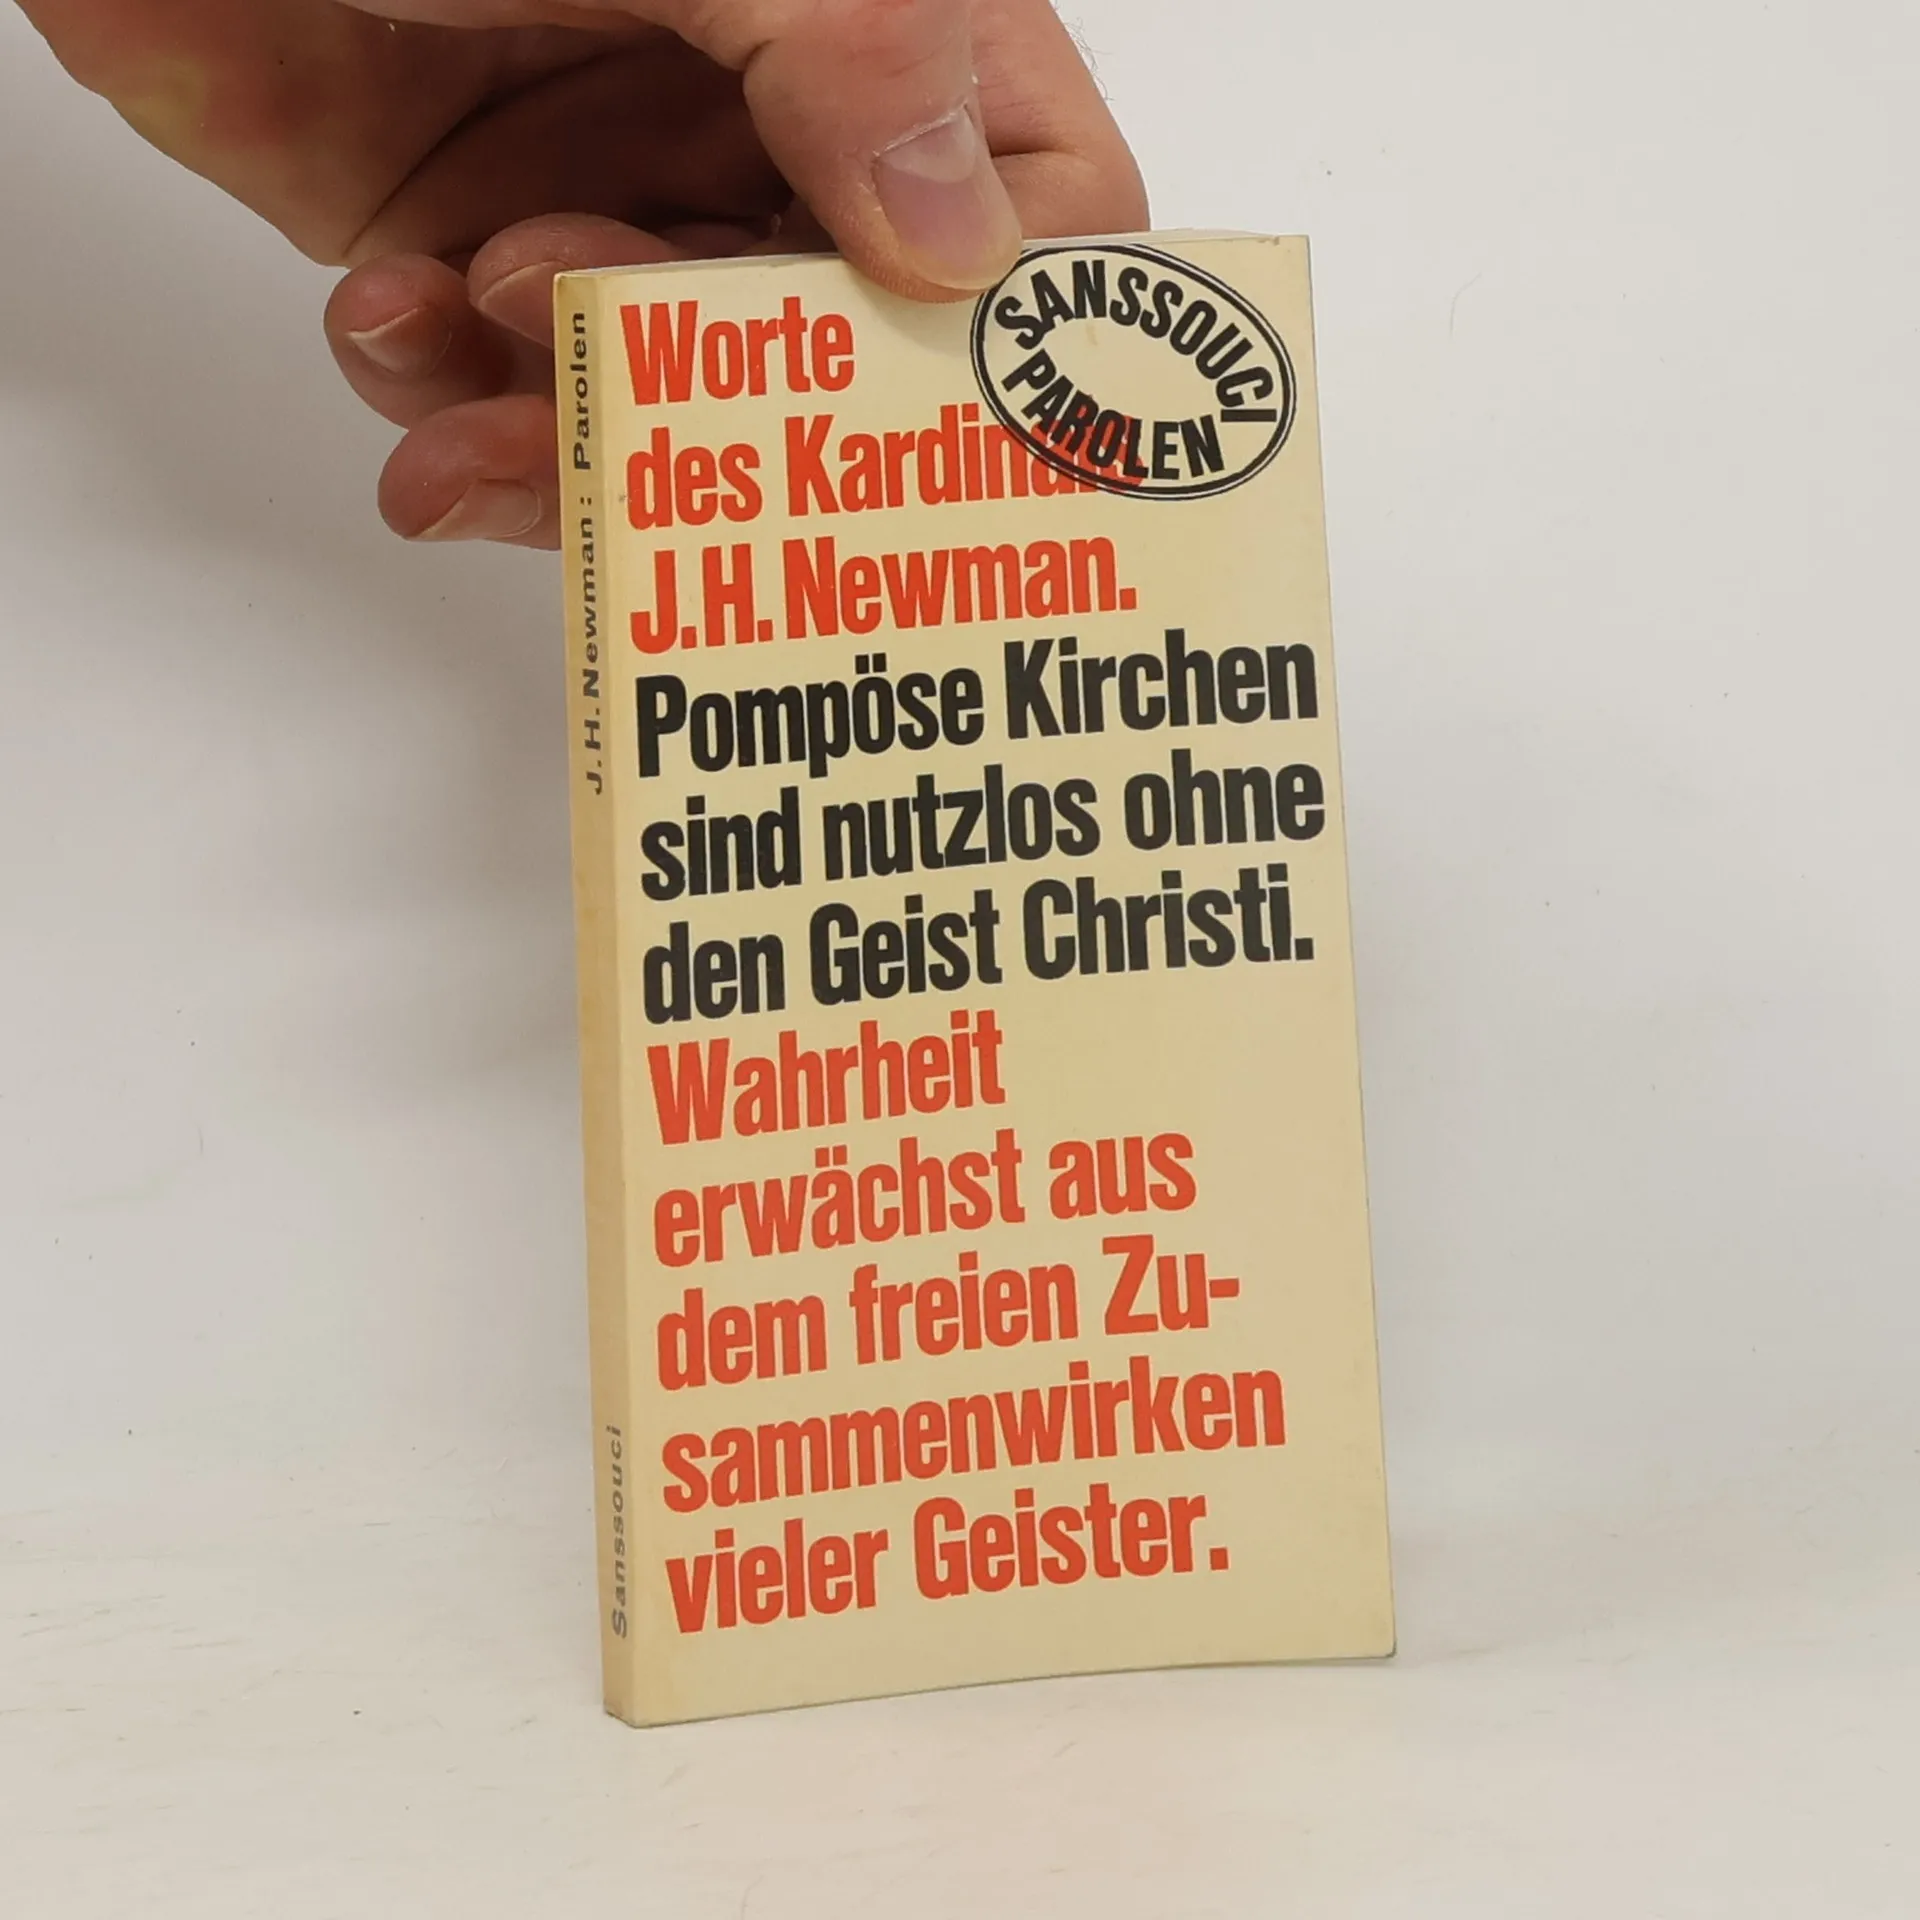 Worte
des Kardinals
J.H.Newman.
Pompöse Kirchen
sind nutzlos ohne
den Geist Christi.
Wahrheit
erwächst aus
dem freien Zu-
sammenwirken
vieler Geister.
SANSSOUCI
PAROLEN
J.H.Newman: Parolen
Sanssouci